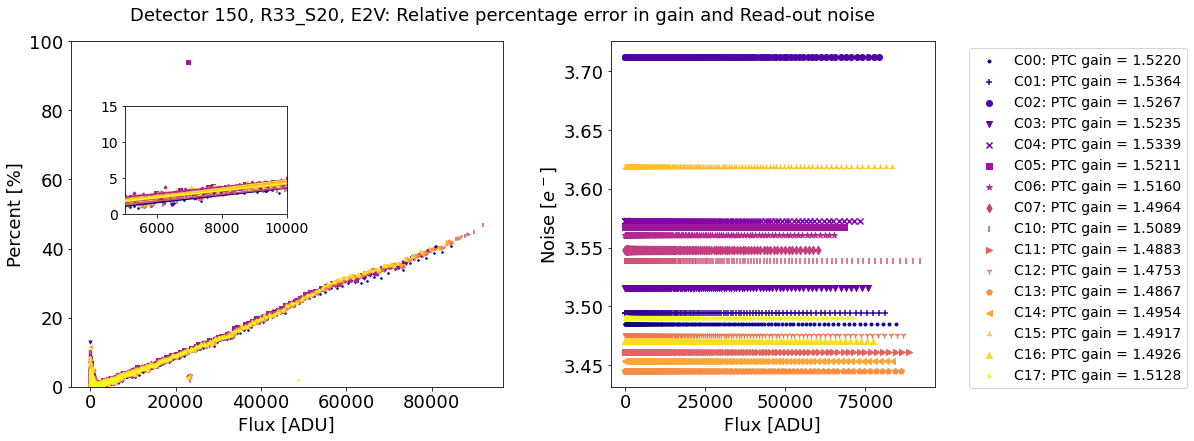 Detector 150, R33_S20, E2V: Relative percentage error in gain and Read-out noise
Percent [%]
100
80
60
40
20
0
0
20000
40000
60000
80000
Flux [ADU]
15
10
5
0
6000
8000
10000
Noise [e⁻]
3.70
3.65
3.60
3.55
3.50
3.45
0
25000
50000
75000
Flux [ADU]
C00: PTC gain = 1.5220
C01: PTC gain = 1.5364
C02: PTC gain = 1.5267
C03: PTC gain = 1.5235
C04: PTC gain = 1.5339
C05: PTC gain = 1.5211
C06: PTC gain = 1.5160
C07: PTC gain = 1.4964
C10: PTC gain = 1.5089
C11: PTC gain = 1.4883
C12: PTC gain = 1.4753
C13: PTC gain = 1.4867
C14: PTC gain = 1.4954
C15: PTC gain = 1.4917
C16: PTC gain = 1.4926
C17: PTC gain = 1.5128